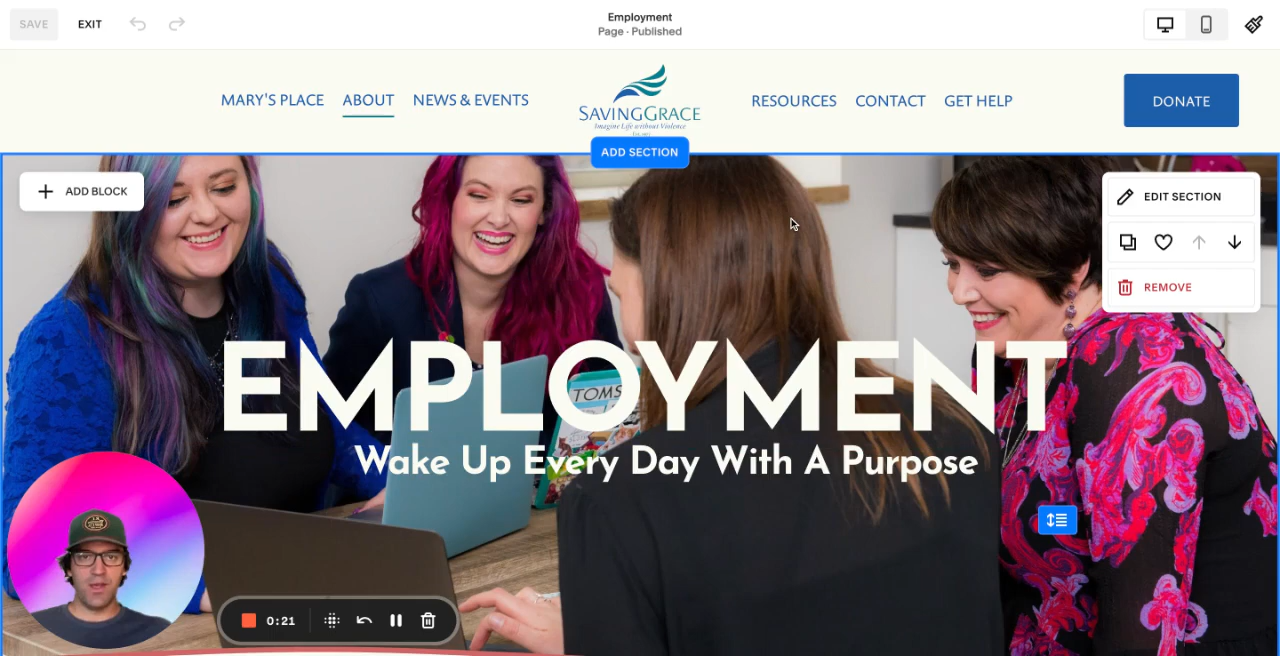 SAVE
EXIT
Employment
Page · Published
MARY'S PLACE
ABOUT
NEWS & EVENTS
SAVINGGRACE
Imagine Life without Violence
RESOURCES
CONTACT
GET HELP
DONATE
ADD SECTION
ADD BLOCK
EDIT SECTION
REMOVE
TOMS
EMPLOYMENT
Wake Up Every Day With A Purpose
0:21